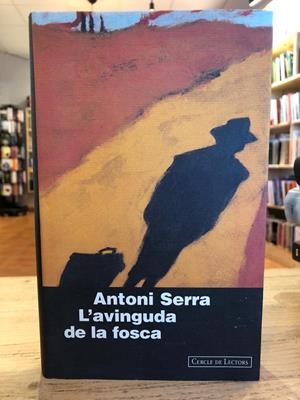 Antoni Serra
L'avinguda
de la fosca
CERCLE DE LECTORS